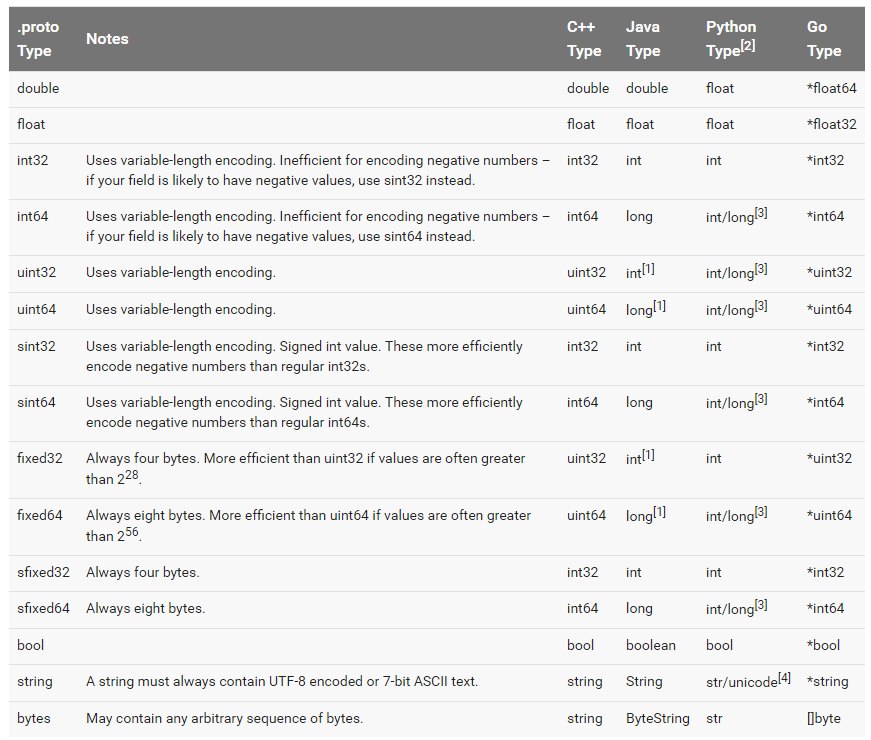 .proto Type Notes C++ Type Java Type Python Type[2] Go Type
double double double float *float64
float float float float *float32
int32 Uses variable-length encoding. Inefficient for encoding negative numbers – int32 int int *int32
if your field is likely to have negative values, use sint32 instead.
int64 Uses variable-length encoding. Inefficient for encoding negative numbers – int64 long int/long[3] *int64
if your field is likely to have negative values, use sint64 instead.
uint32 Uses variable-length encoding. uint32 int[1] int/long[3] *uint32
uint64 Uses variable-length encoding. uint64 long[1] int/long[3] *uint64
sint32 Uses variable-length encoding. Signed int value. These more efficiently int32 int int *int32
encode negative numbers than regular int32s.
sint64 Uses variable-length encoding. Signed int value. These more efficiently int64 long int/long[3] *int64
encode negative numbers than regular int64s.
fixed32 Always four bytes. More efficient than uint32 if values are often greater uint32 int[1] int *uint32
than 2^28.
fixed64 Always eight bytes. More efficient than uint64 if values are often greater uint64 long[1] int/long[3] *uint64
than 2^56.
sfixed32 Always four bytes. int32 int int *int32
sfixed64 Always eight bytes. int64 long int/long[3] *int64
bool bool boolean bool *bool
string A string must always contain UTF-8 encoded or 7-bit ASCII text. string String str/unicode[4] *string
bytes May contain any arbitrary sequence of bytes. string ByteString str []byte